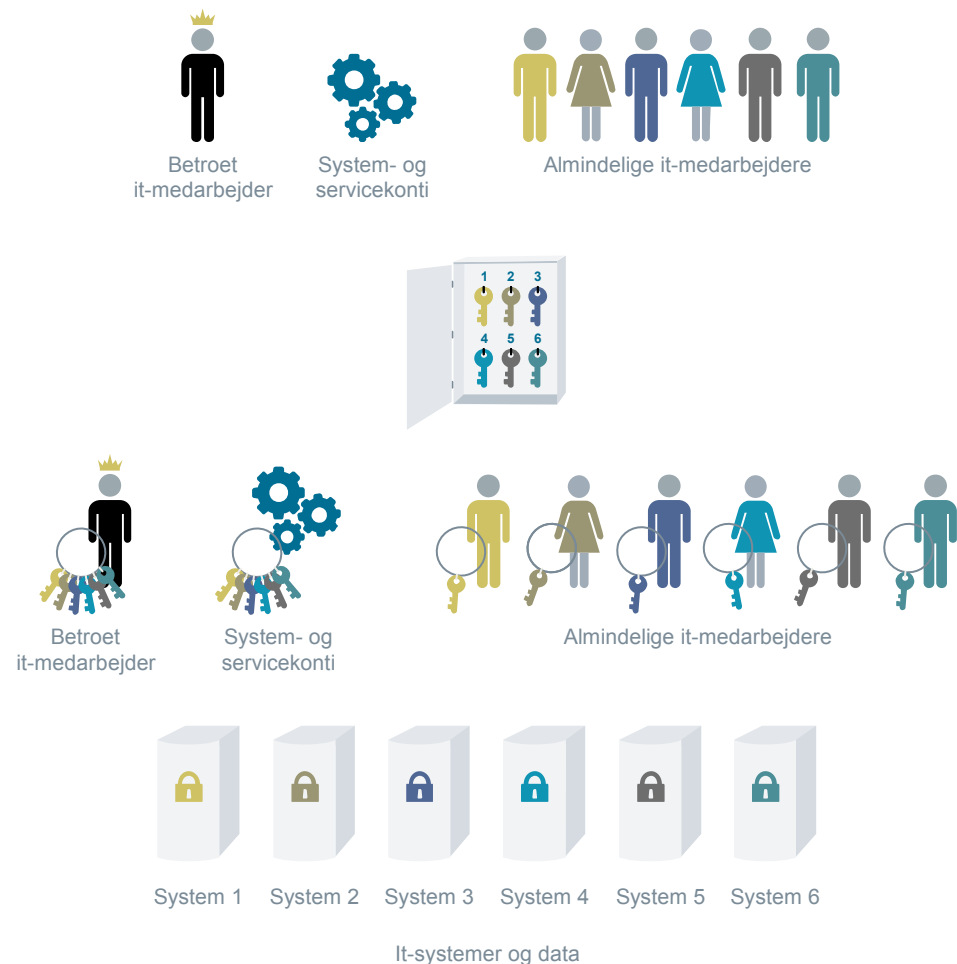 Betroet
it-medarbejder
System- og
servicekonti
Almindelige it-medarbejdere
1 2 3
4 5 6
Betroet
it-medarbejder
System- og
servicekonti
Almindelige it-medarbejdere
System 1 System 2 System 3 System 4 System 5 System 6
It-systemer og data